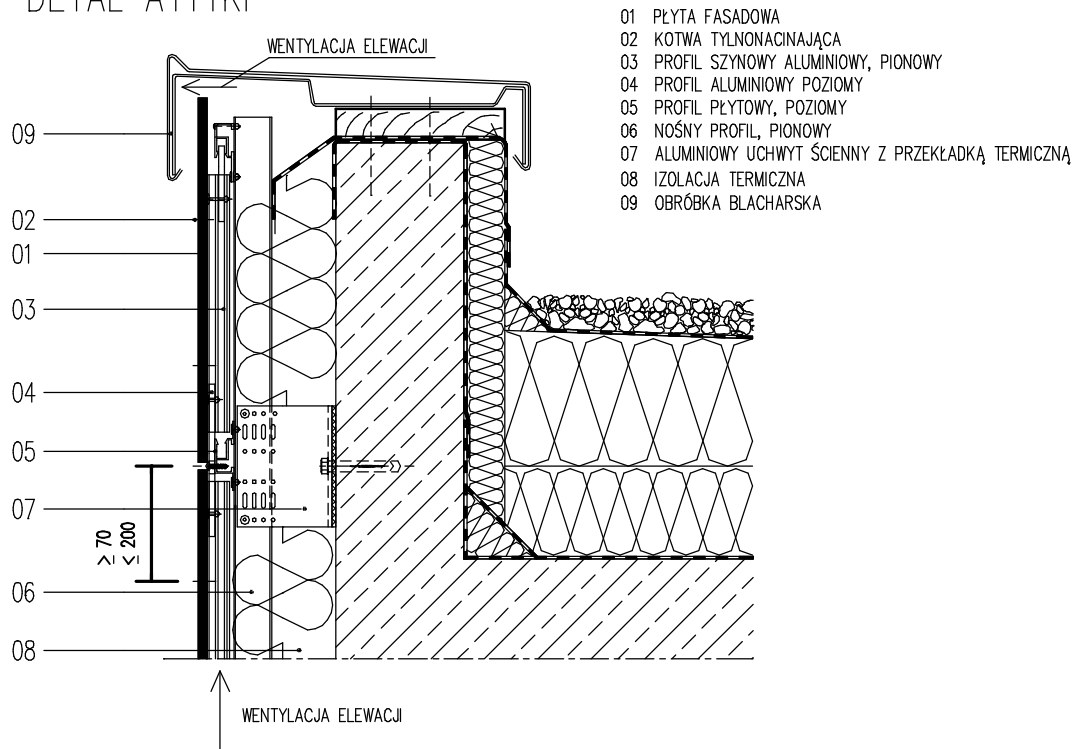 DETAL ATTYKI
01 PŁYTA FASADOWA
02 KOTWA TYLNONACINAJĄCA
03 PROFIL SZYNOWY ALUMINIOWY, PIONOWY
04 PROFIL ALUMINIOWY POZIOMY
05 PROFIL PŁYTOWY, POZIOMY
06 NOŚNY PROFIL, PIONOWY
07 ALUMINIOWY UCHWYT ŚCIENNY Z PRZEKŁADKĄ TERMICZNĄ
08 IZOLACJA TERMICZNA
09 OBRÓBKA BLACHARSKA
WENTYLACJA ELEWACJI
09
02
01
03
04
05
07
≥ 70
≤ 200
06
08
WENTYLACJA ELEWACJI